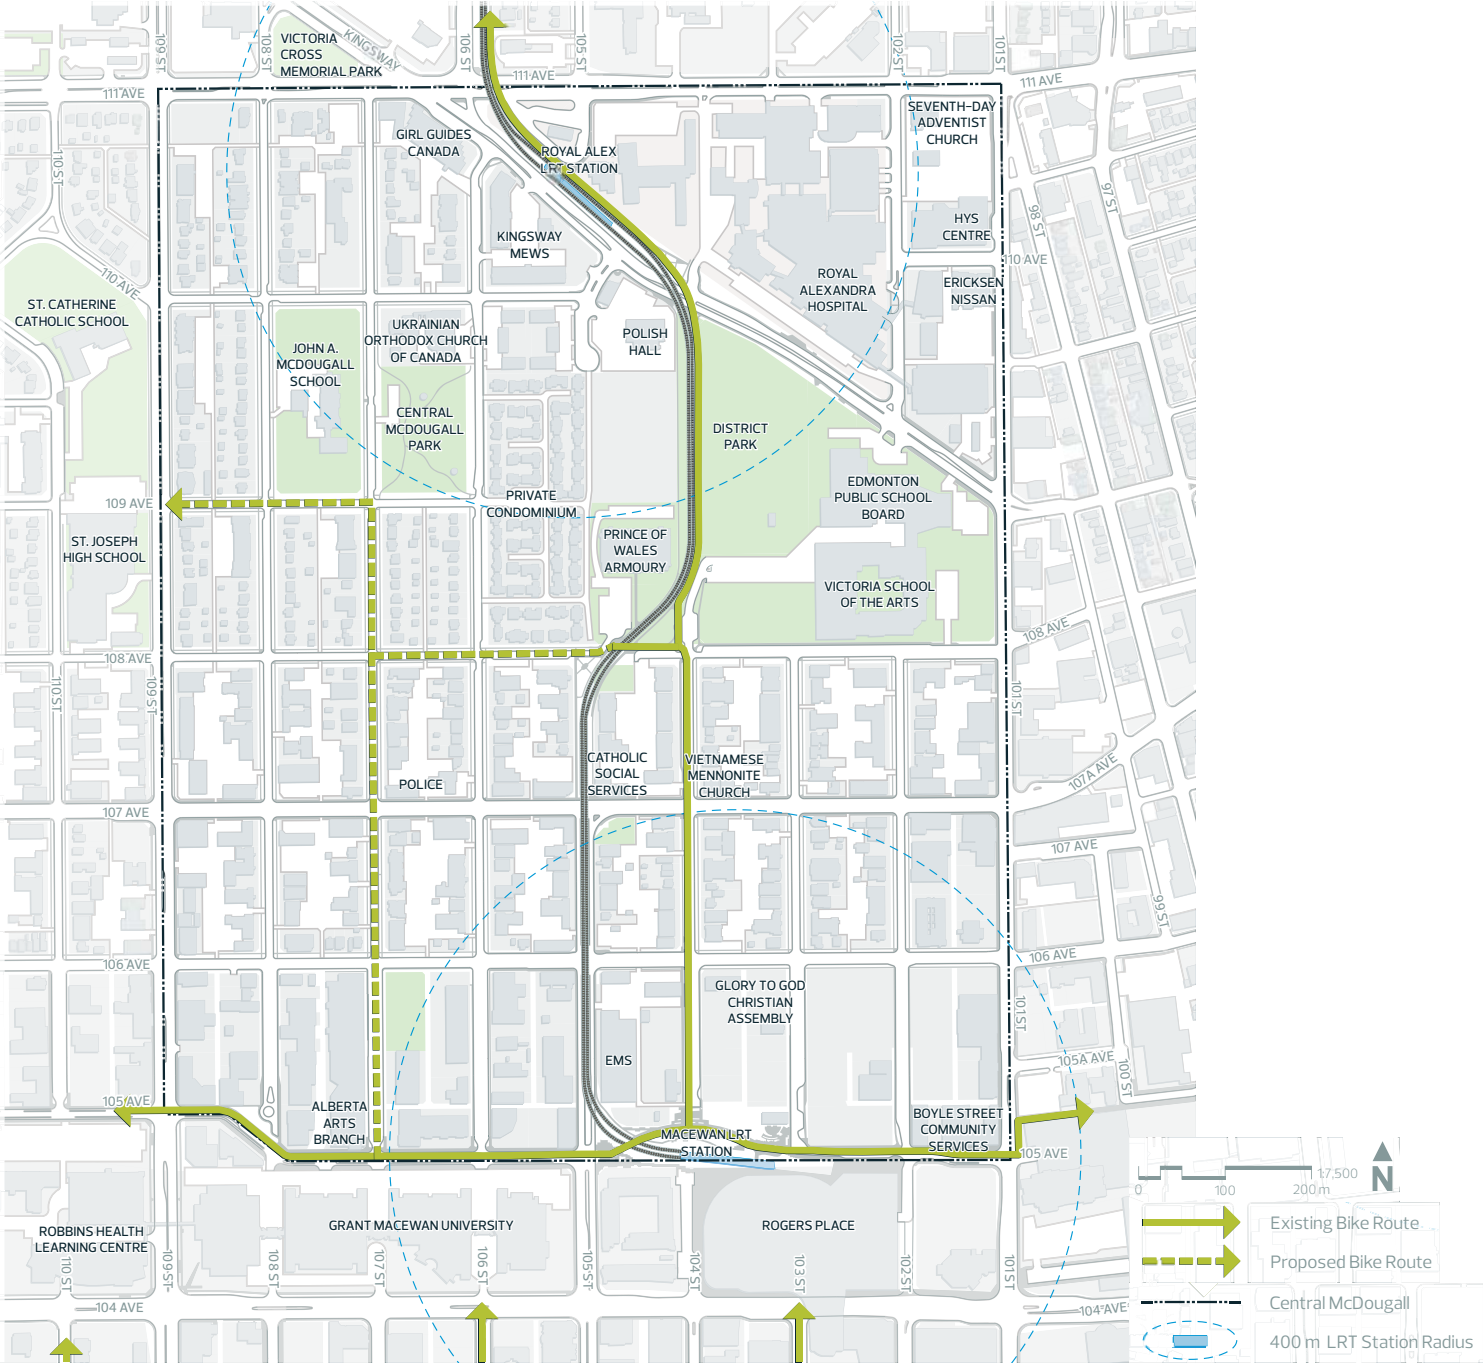 109 ST
108 ST
VICTORIA
CROSS
MEMORIAL PARK
KINGSWAY
106 ST
105 ST
102 ST
101 ST
111 AVE
111 AVE
111 AVE
GIRL GUIDES
CANADA
ROYAL ALEX
LRT STATION
SEVENTH-DAY
ADVENTIST
CHURCH
110 ST
97 ST
98 ST
KINGSWAY
MEWS
HYS
CENTRE
110 AVE
110 AVE
ST. CATHERINE
CATHOLIC SCHOOL
ROYAL
ALEXANDRA
HOSPITAL
ERICKSEN
NISSAN
UKRAINIAN
ORTHODOX CHURCH
OF CANADA
POLISH
HALL
JOHN A.
MCDOUGALL
SCHOOL
CENTRAL
MCDOUGALL
PARK
DISTRICT
PARK
109 AVE
PRIVATE
CONDOMINIUM
EDMONTON
PUBLIC SCHOOL
BOARD
ST. JOSEPH
HIGH SCHOOL
PRINCE OF
WALES
ARMOURY
VICTORIA SCHOOL
OF THE ARTS
108 AVE
108 AVE
110 ST
109 ST
101 ST
CATHOLIC
SOCIAL
SERVICES
VIETNAMESE
MENNONITE
CHURCH
POLICE
107A AVE
107 AVE
107 AVE
99 ST
106 AVE
106 AVE
GLORY TO GOD
CHRISTIAN
ASSEMBLY
101 ST
EMS
105A AVE
100 ST
105 AVE
ALBERTA
ARTS
BRANCH
MACEWAN LRT
STATION
BOYLE STREET
COMMUNITY
SERVICES
105 AVE
ROBBINS HEALTH
LEARNING CENTRE
GRANT MACEWAN UNIVERSITY
ROGERS PLACE
110 ST
109 ST
108 ST
107 ST
106 ST
105 ST
104 ST
103 ST
102 ST
101 ST
104 AVE
104 AVE
1:7,500
0
100
200 m
N
Existing Bike Route
Proposed Bike Route
Central McDougall
400 m LRT Station Radius